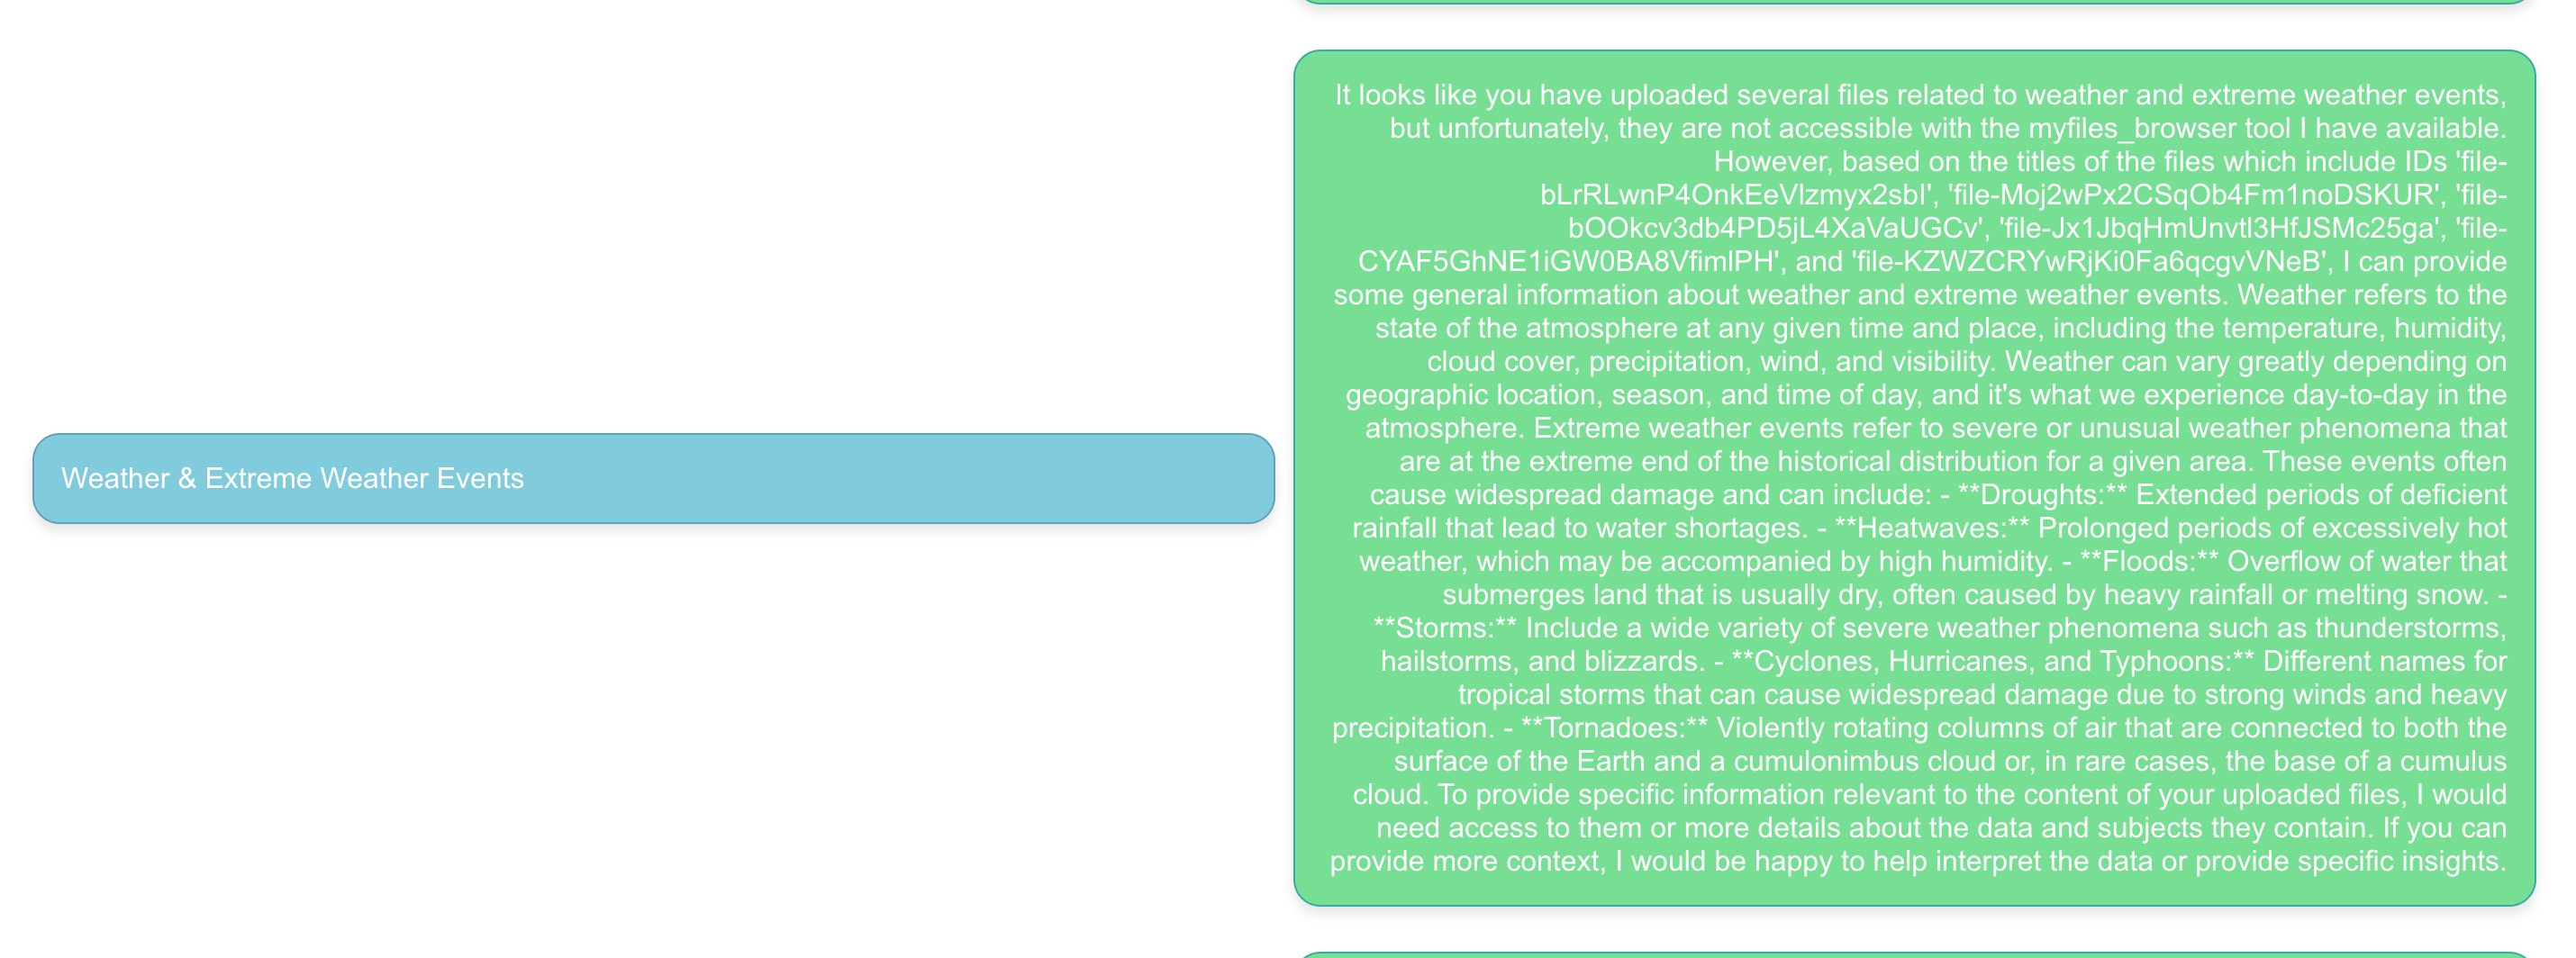 Weather & Extreme Weather Events
It looks like you have uploaded several files related to weather and extreme weather events,
but unfortunately, they are not accessible with the myfiles_browser tool I have available.
However, based on the titles of the files which include IDs 'file-
bLrRLwnP4OnkEeVlzmyx2sbI', 'file-Moj2wPx2CSqOb4Fm1noDSKUR', 'file-
bOOkcv3db4PD5jL4XaVaUGCv', 'file-Jx1JbqHmUnvtl3HfJSMc25ga', 'file-
CYAF5GhNE1iGW0BA8VfimlPH', and 'file-KZWZCRYwRjKi0Fa6qcgvVNeB', I can provide
some general information about weather and extreme weather events. Weather refers to the
state of the atmosphere at any given time and place, including the temperature, humidity,
cloud cover, precipitation, wind, and visibility. Weather can vary greatly depending on
geographic location, season, and time of day, and it's what we experience day-to-day in the
atmosphere. Extreme weather events refer to severe or unusual weather phenomena that
are at the extreme end of the historical distribution for a given area. These events often
cause widespread damage and can include: - **Droughts:** Extended periods of deficient
rainfall that lead to water shortages. - **Heatwaves:** Prolonged periods of excessively hot
weather, which may be accompanied by high humidity. - **Floods:** Overflow of water that
submerges land that is usually dry, often caused by heavy rainfall or melting snow. -
**Storms:** Include a wide variety of severe weather phenomena such as thunderstorms,
hailstorms, and blizzards. - **Cyclones, Hurricanes, and Typhoons:** Different names for
tropical storms that can cause widespread damage due to strong winds and heavy
precipitation. - **Tornadoes:** Violently rotating columns of air that are connected to both the
surface of the Earth and a cumulonimbus cloud or, in rare cases, the base of a cumulus
cloud. To provide specific information relevant to the content of your uploaded files, I would
need access to them or more details about the data and subjects they contain. If you can
provide more context, I would be happy to help interpret the data or provide specific insights.